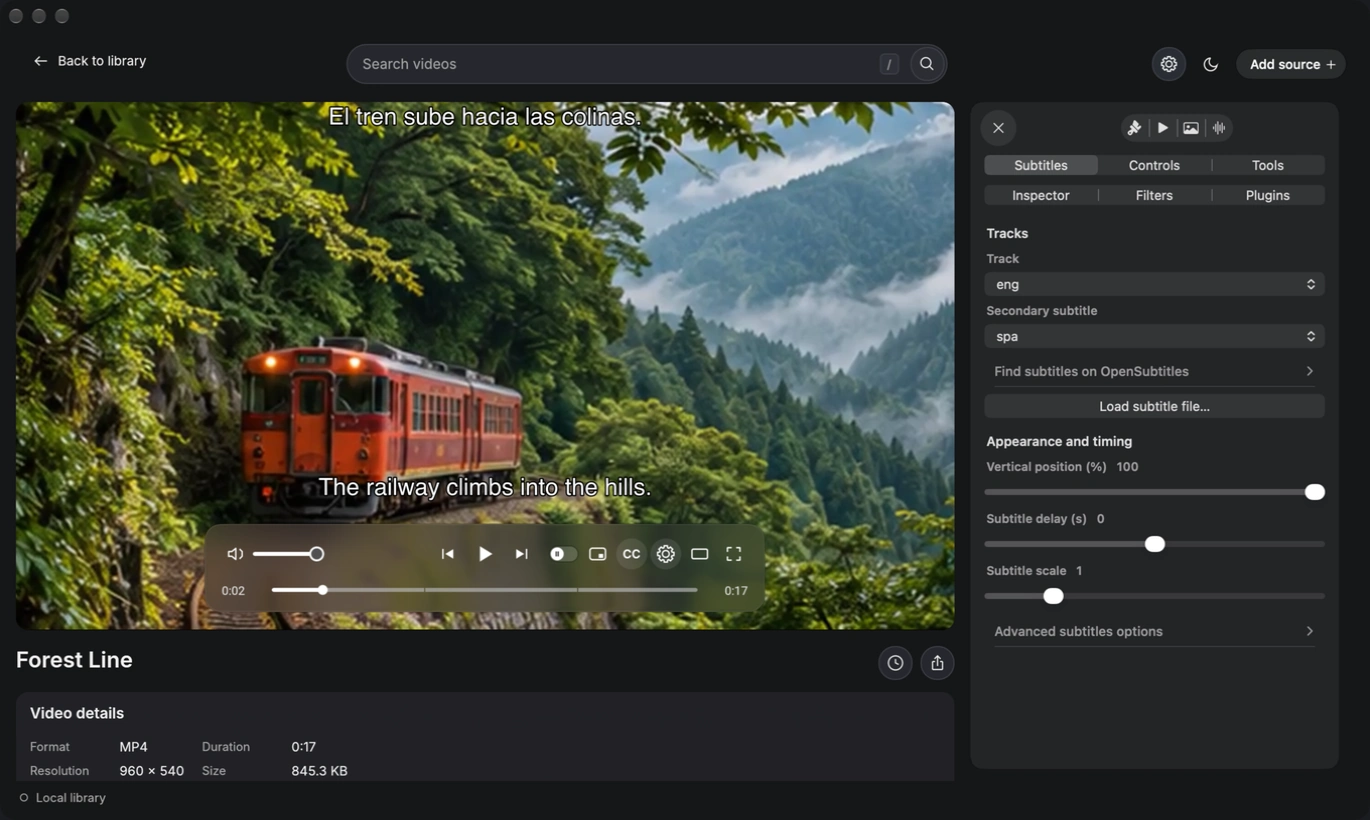 Back to library
Search videos /
Add source +
El tren sube hacia las colinas.
The railway climbs into the hills.
CC
0:02
0:17
Forest Line
Video details
Format MP4 Duration 0:17
Resolution 960 × 540 Size 845.3 KB
Local library
Subtitles Controls Tools
Inspector Filters Plugins
Tracks
Track
eng
Secondary subtitle
spa
Find subtitles on OpenSubtitles
Load subtitle file...
Appearance and timing
Vertical position (%) 100
Subtitle delay (s) 0
Subtitle scale 1
Advanced subtitles options